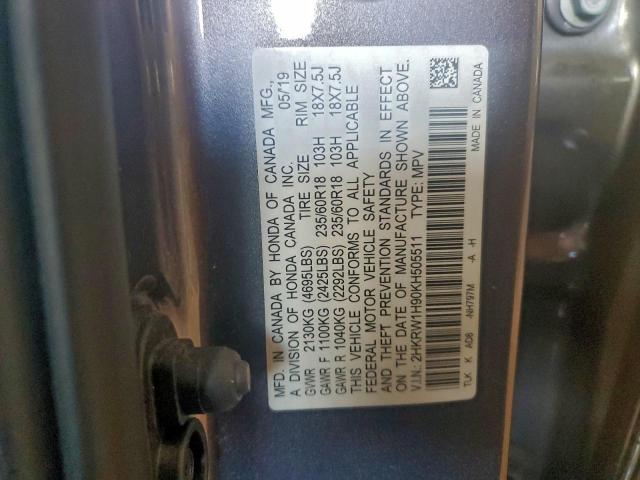 MFD. IN CANADA BY HONDA OF CANADA MFG.,
A DIVISION OF HONDA CANADA INC. 05/19
GVWR 2130KG (4695LBS) TIRE SIZE RIM SIZE
GAWR F 1100KG (2425LBS) 235/60R18 103H 18X7.5J
GAWR R 1040KG (2292LBS) 235/60R18 103H 18X7.5J
THIS VEHICLE CONFORMS TO ALL APPLICABLE
FEDERAL MOTOR VEHICLE SAFETY
AND THEFT PREVENTION STANDARDS IN EFFECT
ON THE DATE OF MANUFACTURE SHOWN ABOVE.
V.I.N.: 2HKRW1H90KH505511 TYPE: MPV
TLK K AD8 -NH797M -A -H MADE IN CANADA